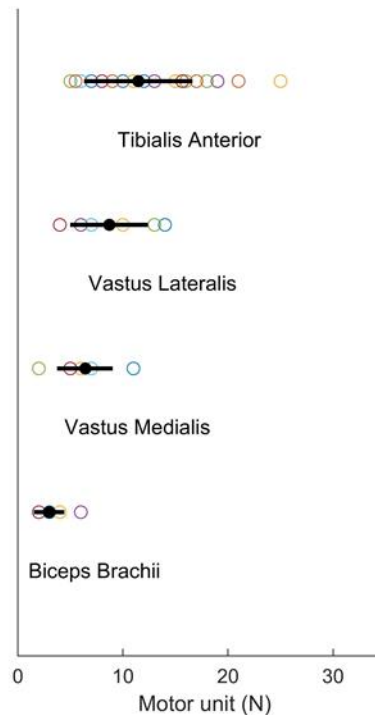 Tibialis Anterior
Vastus Lateralis
Vastus Medialis
Biceps Brachii
0 10 20 30
Motor unit (N)